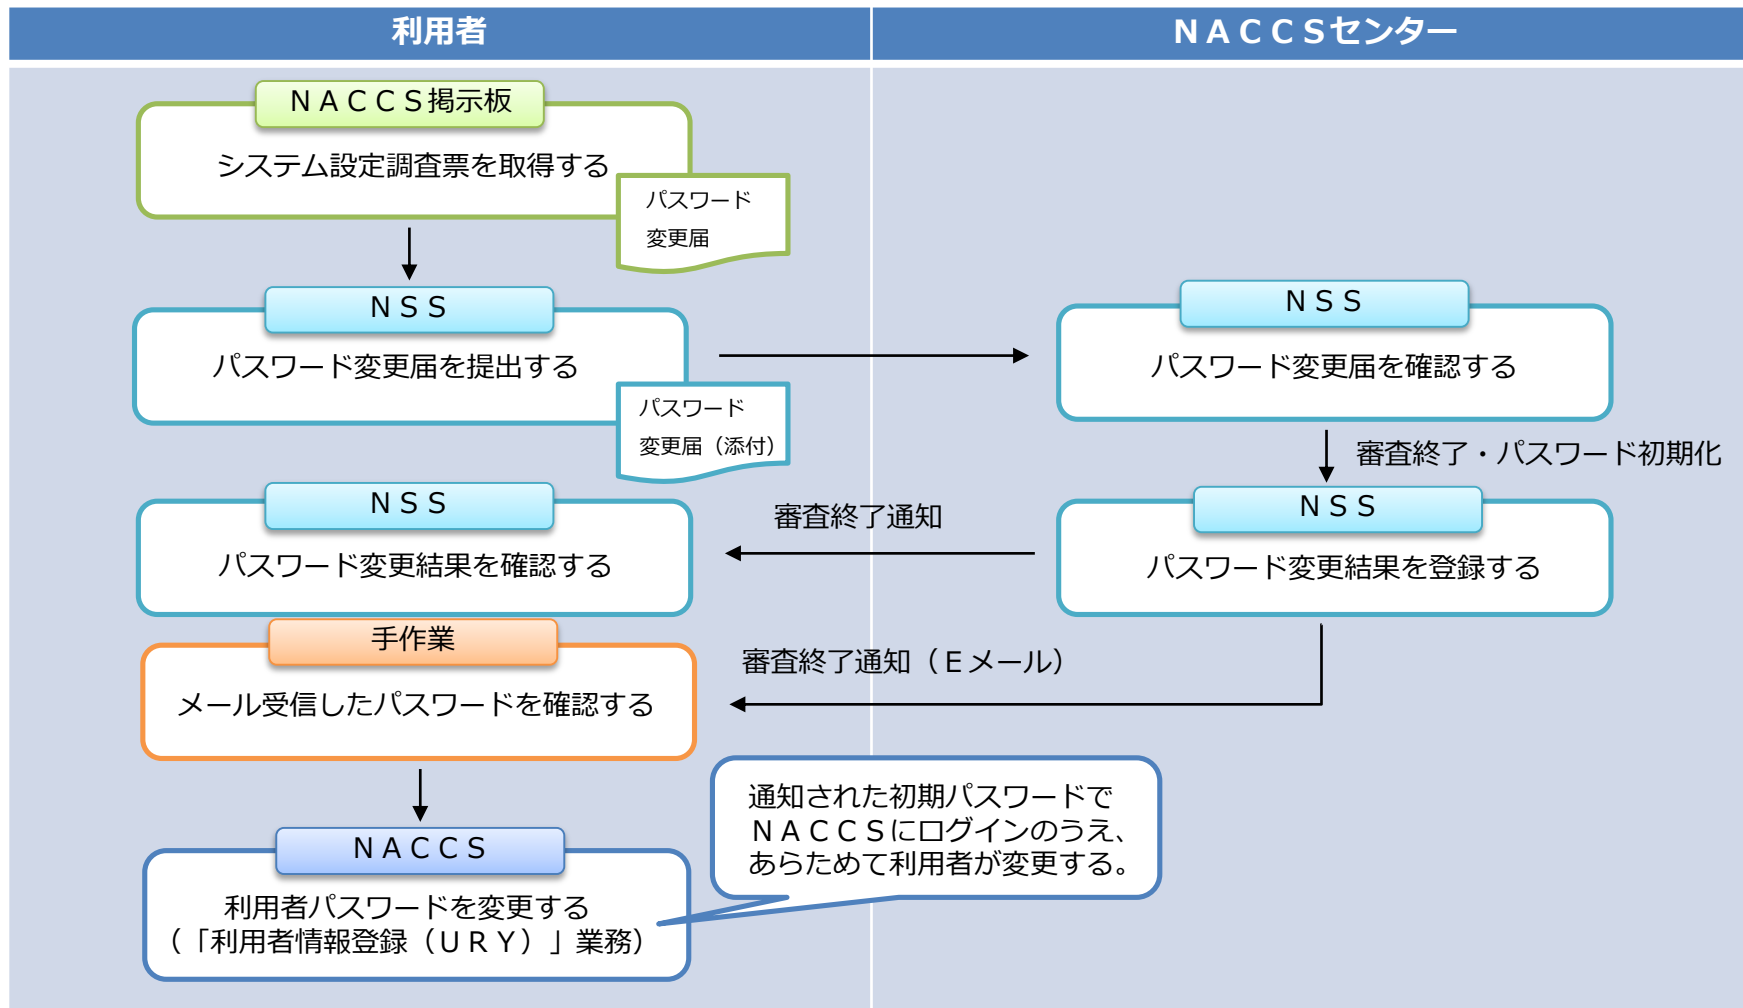 利用者
ＮＡＣＣＳセンター
ＮＡＣＣＳ掲示板
システム設定調査票を取得する
パスワード
変更届
ＮＳＳ
パスワード変更届を提出する
パスワード
変更届（添付）
ＮＳＳ
パスワード変更届を確認する
審査終了・パスワード初期化
ＮＳＳ
パスワード変更結果を登録する
審査終了通知
ＮＳＳ
パスワード変更結果を確認する
審査終了通知（Ｅメール）
手作業
メール受信したパスワードを確認する
通知された初期パスワードで
ＮＡＣＣＳにログインのうえ、
あらためて利用者が変更する。
ＮＡＣＣＳ
利用者パスワードを変更する
（「利用者情報登録（ＵＲＹ）」業務）